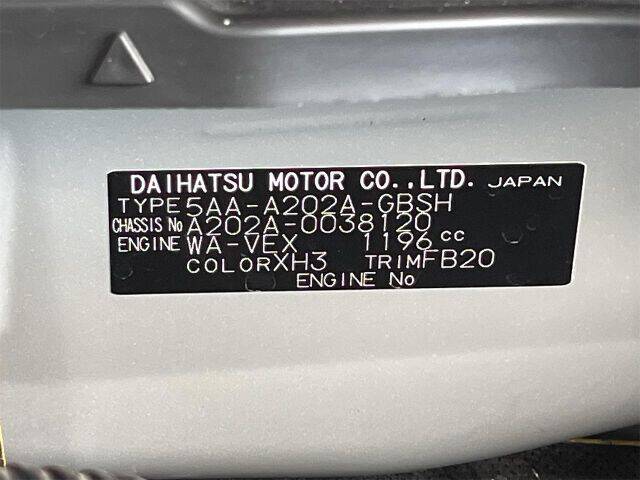 DAIHATSU MOTOR CO.,LTD. JAPAN
TYPE 5AA-A202A-GBSH
CHASSIS No A202A-0038120
ENGINE WA-VEX 1196 cc
COLOR XH3 TRIM FB20
ENGINE No